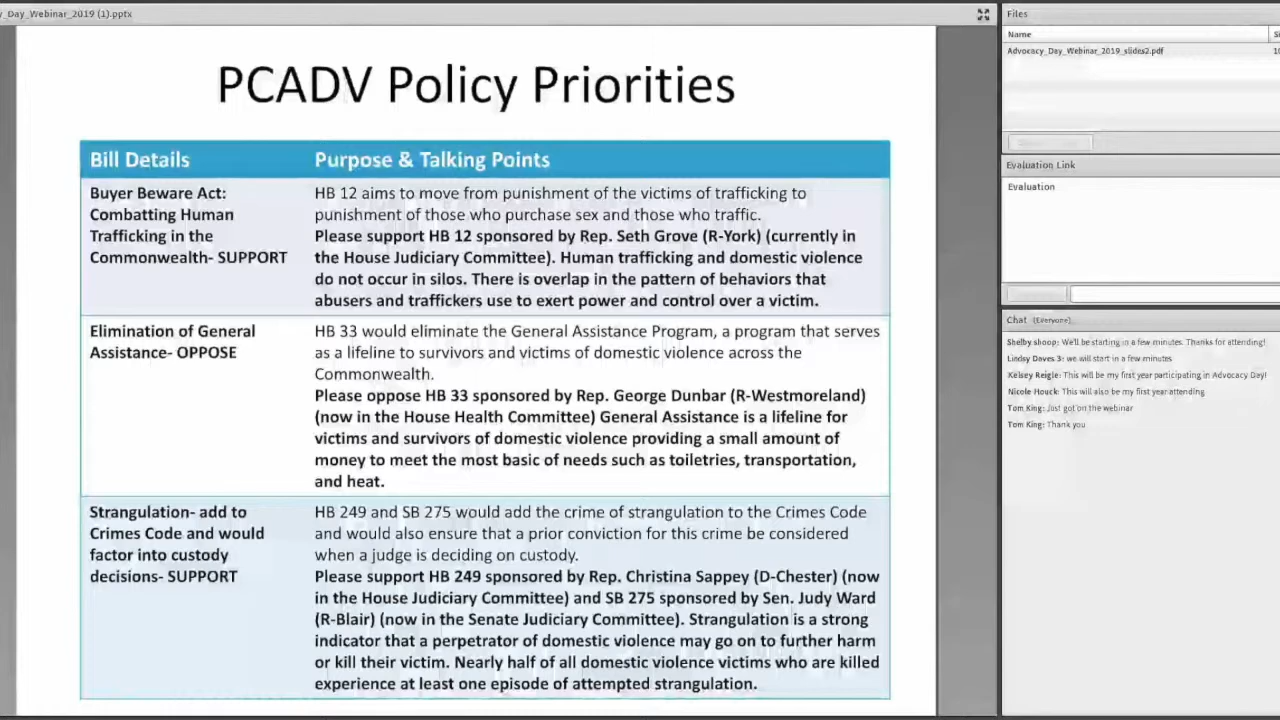 y_Day_Webinar_2019 (1).pptx
PCADV Policy Priorities
Bill Details
Purpose & Talking Points
Buyer Beware Act:
Combatting Human
Trafficking in the
Commonwealth- SUPPORT
HB 12 aims to move from punishment of the victims of trafficking to
punishment of those who purchase sex and those who traffic.
Please support HB 12 sponsored by Rep. Seth Grove (R-York) (currently in
the House Judiciary Committee). Human trafficking and domestic violence
do not occur in silos. There is overlap in the pattern of behaviors that
abusers and traffickers use to exert power and control over a victim.
Elimination of General
Assistance- OPPOSE
HB 33 would eliminate the General Assistance Program, a program that serves
as a lifeline to survivors and victims of domestic violence across the
Commonwealth.
Please oppose HB 33 sponsored by Rep. George Dunbar (R-Westmoreland)
(now in the House Health Committee) General Assistance is a lifeline for
victims and survivors of domestic violence providing a small amount of
money to meet the most basic of needs such as toiletries, transportation,
and heat.
Strangulation- add to
Crimes Code and would
factor into custody
decisions- SUPPORT
HB 249 and SB 275 would add the crime of strangulation to the Crimes Code
and would also ensure that a prior conviction for this crime be considered
when a judge is deciding on custody.
Please support HB 249 sponsored by Rep. Christina Sappey (D-Chester) (now
in the House Judiciary Committee) and SB 275 sponsored by Sen. Judy Ward
(R-Blair) (now in the Senate Judiciary Committee). Strangulation is a strong
indicator that a perpetrator of domestic violence may go on to further harm
or kill their victim. Nearly half of all domestic violence victims who are killed
experience at least one episode of attempted strangulation.
Files
Name
Si
Advocacy_Day_Webinar_2019_slides2.pdf
10
Evaluation Link
Evaluation
Chat (Everyone)
Shelby shoop: We'll be starting in a few minutes. Thanks for attending!
Lindsy Daves 3: we will start in a few minutes
Kelsey Reigle: This will be my first year participating in Advocacy Day!
Nicole Houck: This will also be my first year attending
Tom King: Just got on the webinar
Tom King: Thank you